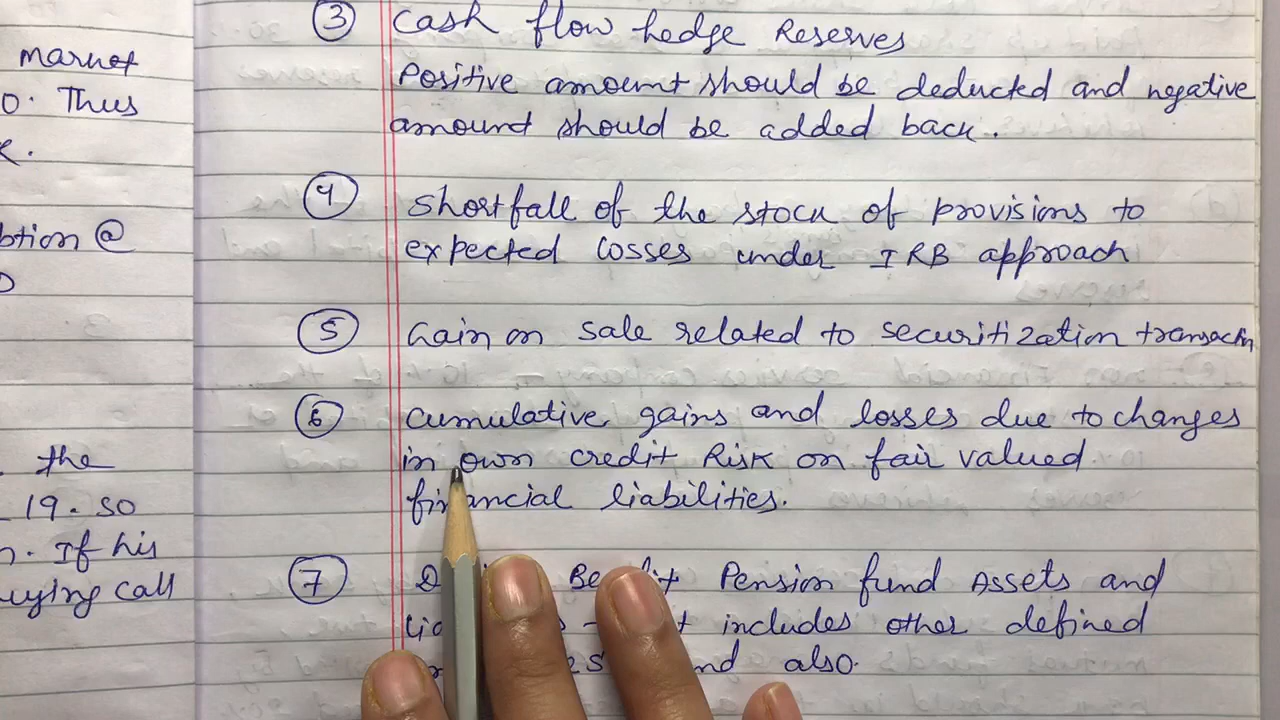 market
0. Thus
R.
ption @
the
19. so
n. If his
uying call
③ Cash flow hedge Reserves
Positive amount should be deducted and negative
amount should be added back.
④ Shortfall of the stock of provisions to
expected losses under IRB approach
⑤ Gain on sale related to securitization transactn
⑥ Cumulative gains and losses due to changes
in own credit Risk on fair valued
financial liabilities.
⑦ Pension fund Assets and
includes other defined
also.